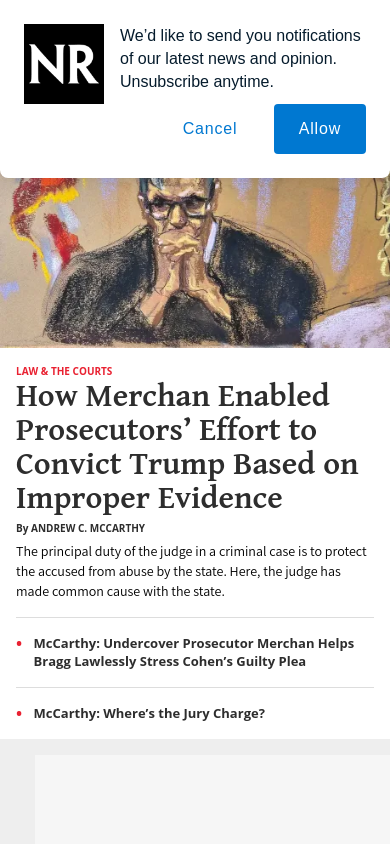 NR
We’d like to send you notifications
of our latest news and opinion.
Unsubscribe anytime.
Cancel
Allow
LAW & THE COURTS
How Merchan Enabled
Prosecutors’ Effort to
Convict Trump Based on
Improper Evidence
By ANDREW C. MCCARTHY
The principal duty of the judge in a criminal case is to protect
the accused from abuse by the state. Here, the judge has
made common cause with the state.
McCarthy: Undercover Prosecutor Merchan Helps
Bragg Lawlessly Stress Cohen’s Guilty Plea
McCarthy: Where’s the Jury Charge?